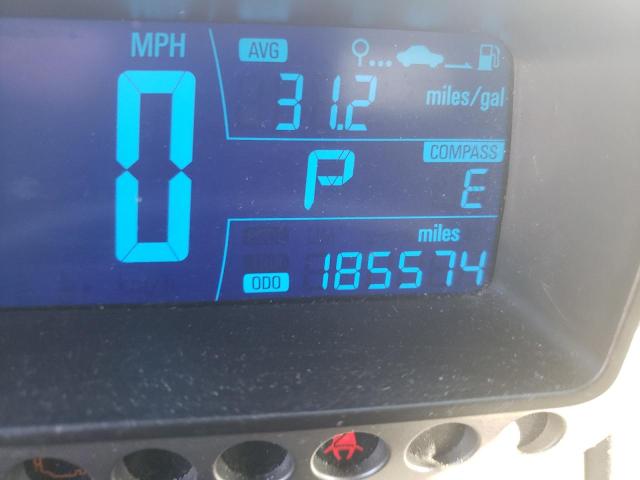 MPH
0
AVG
31.2 miles/gal
P
COMPASS
E
miles
ODO 185574